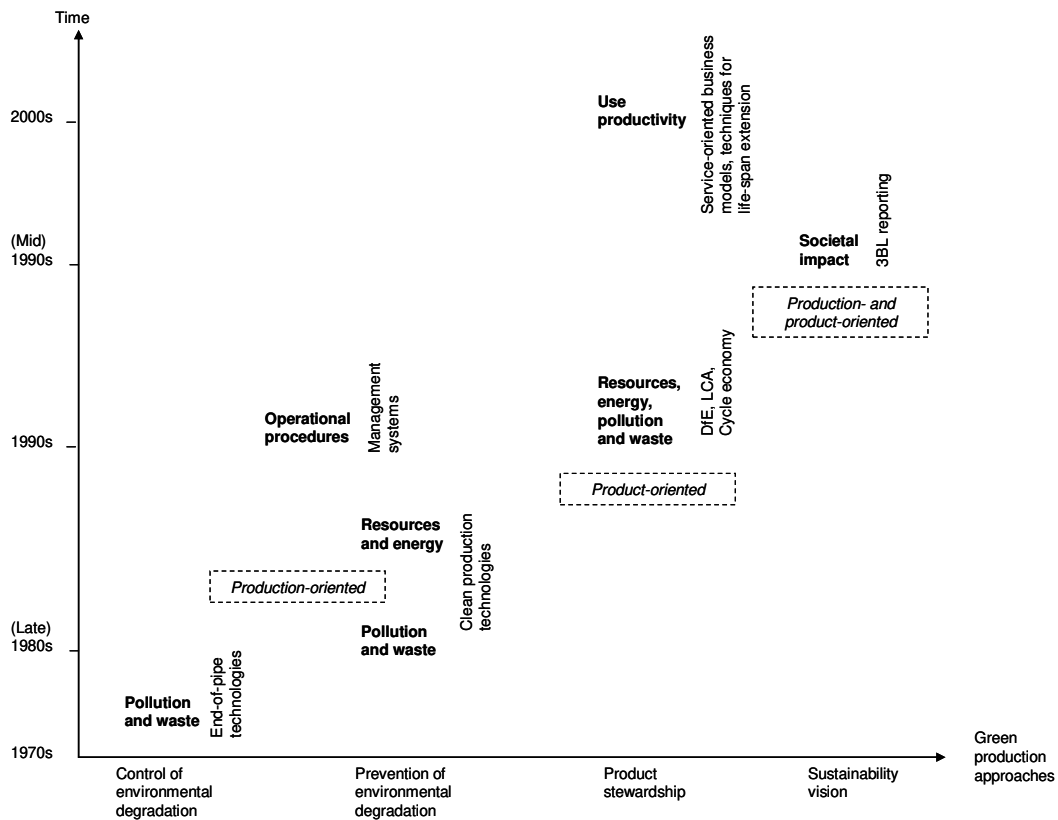 Time
2000s
Use
productivity
Service-oriented business
models, techniques for
life-span extension
(Mid)
1990s
Societal
impact
3BL reporting
Production- and
product-oriented
Resources,
energy,
pollution
and waste
DfE, LCA,
Cycle economy
Operational
procedures
Management
systems
1990s
Product-oriented
Resources
and energy
Clean production
technologies
Production-oriented
Pollution
and waste
(Late)
1980s
Pollution
and waste
End-of-pipe
technologies
1970s
Green
production
approaches
Control of
environmental
degradation
Prevention of
environmental
degradation
Product
stewardship
Sustainability
vision